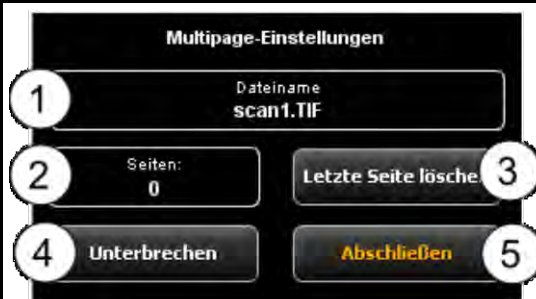 Multipage-Einstellungen
1
Dateiname
scan1.TIF
2
Seiten:
0
Letzte Seite lösche
3
4
Unterbrechen
Abschließen
5